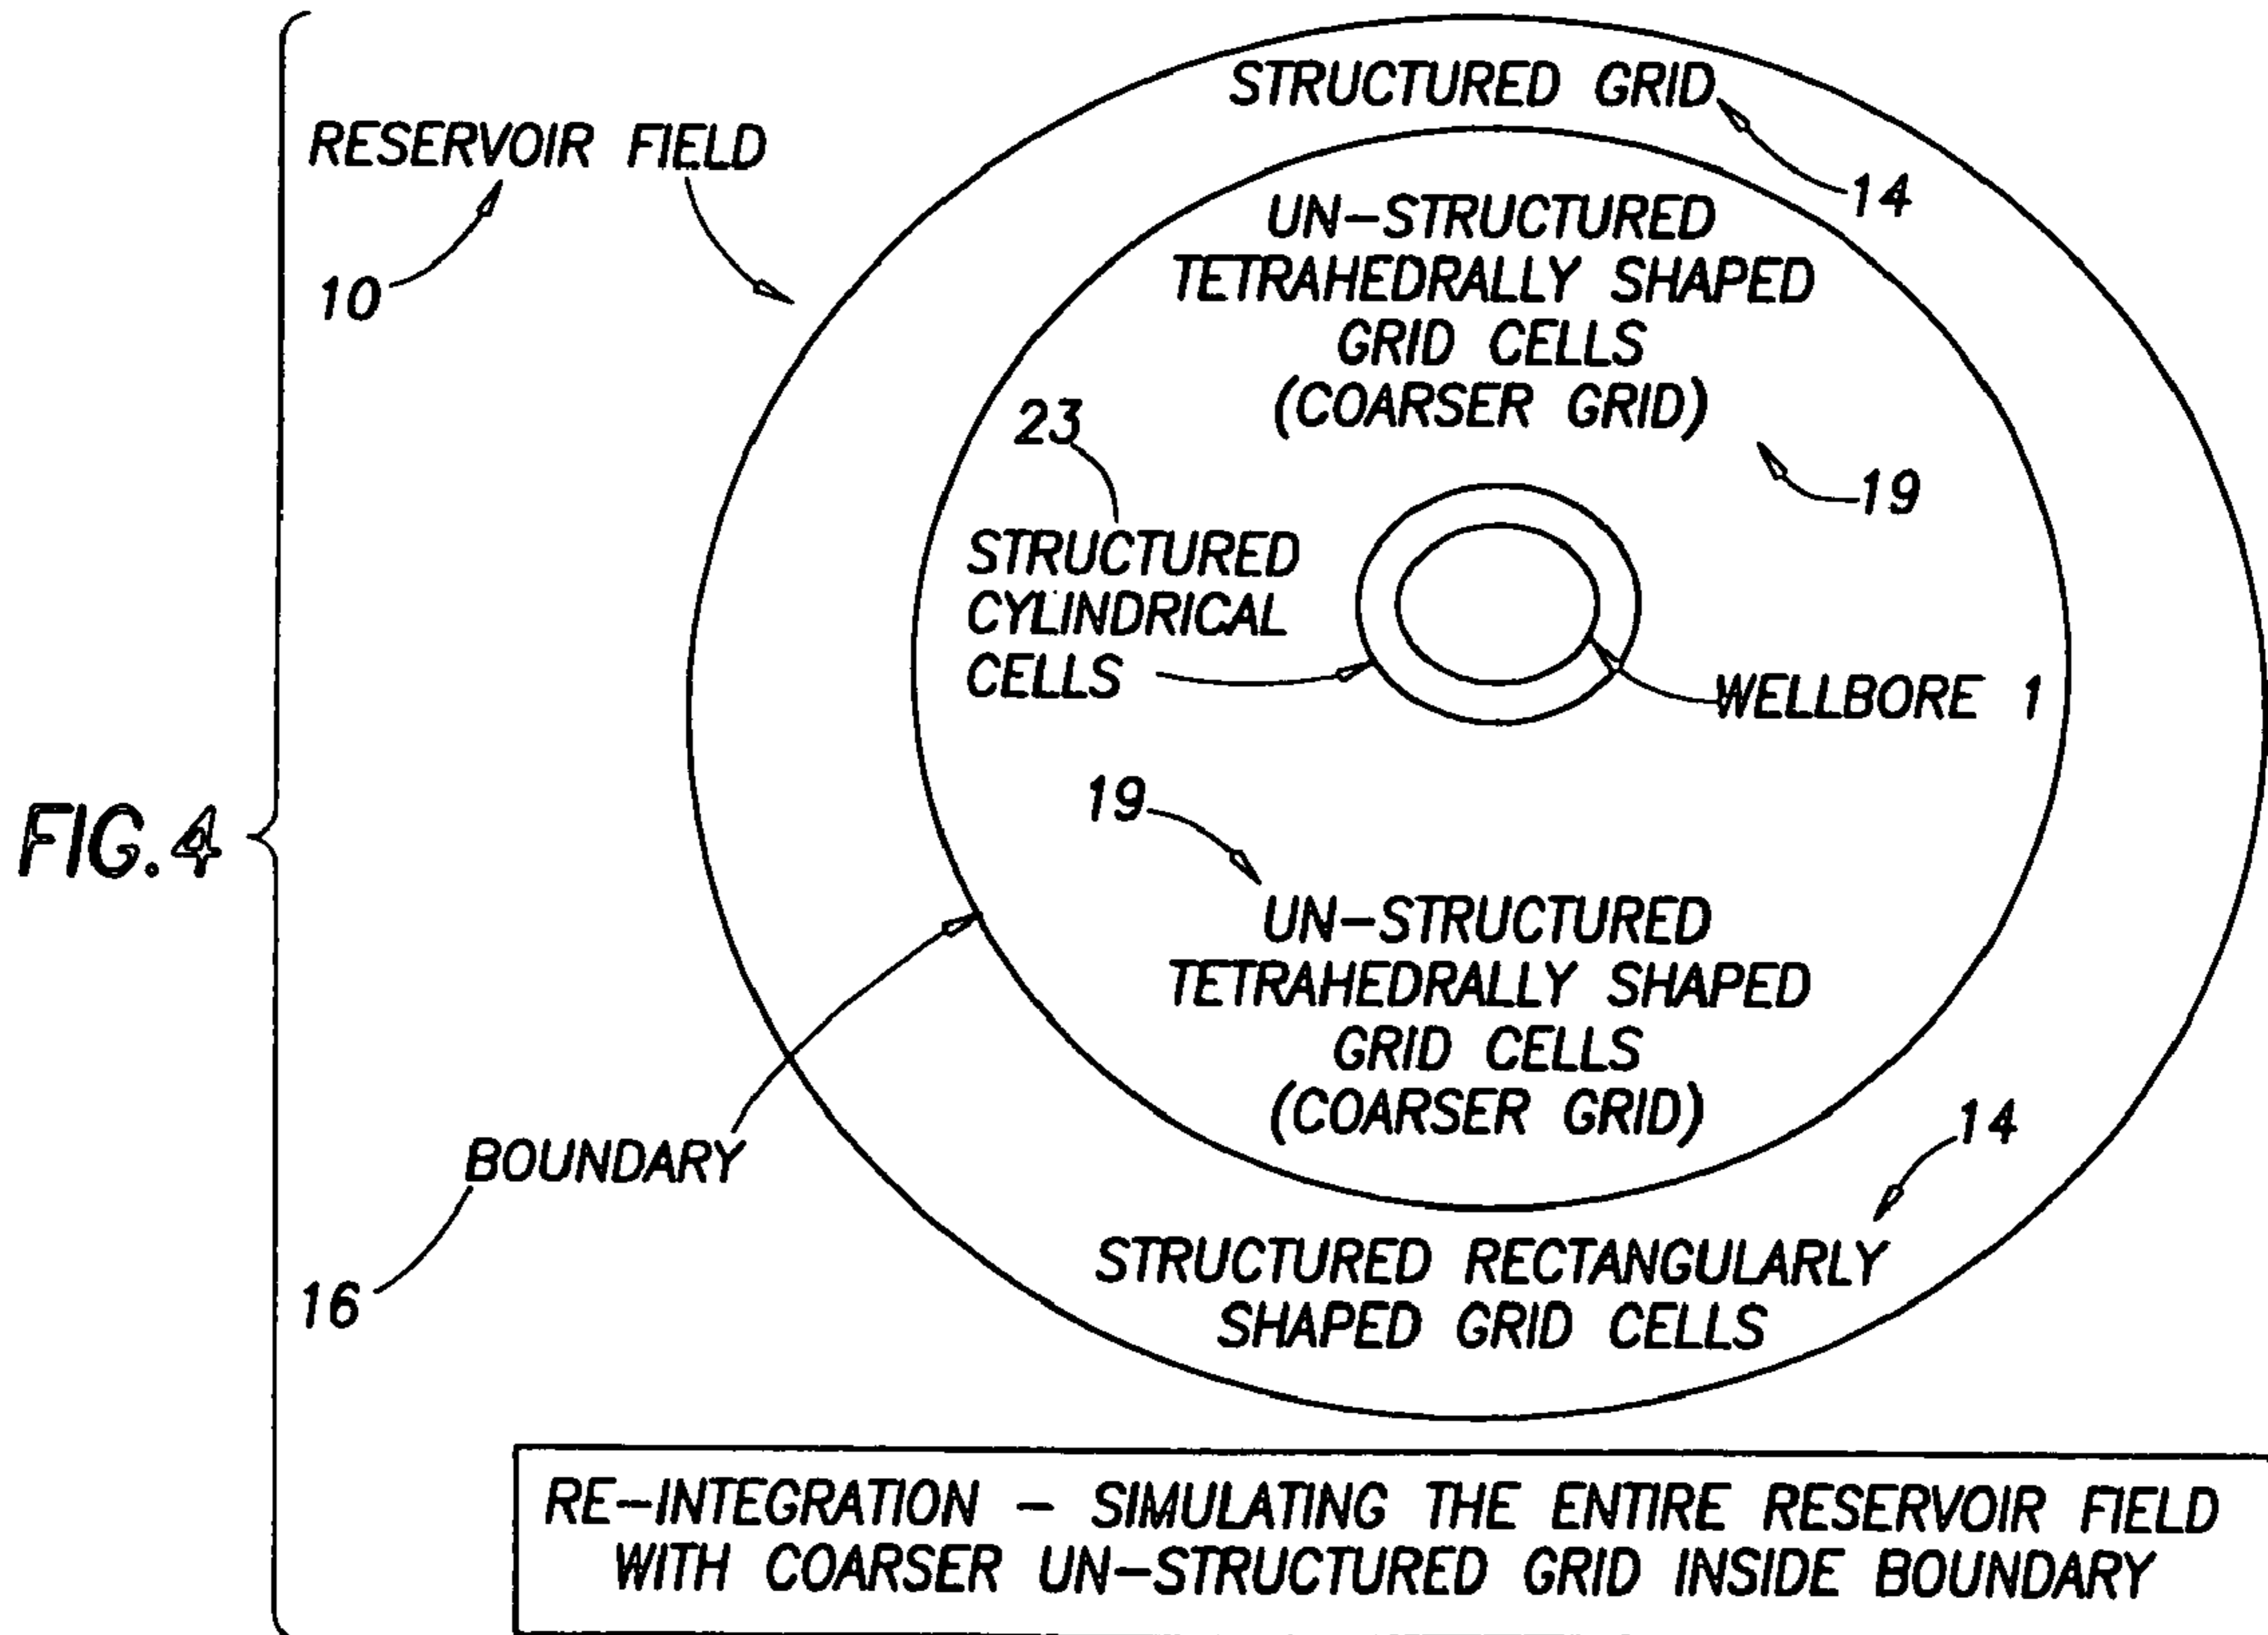 STRUCTURED GRID
14
RESERVOIR FIELD
10
UN-STRUCTURED
TETRAHEDRALLY SHAPED
GRID CELLS
(COARSER GRID)
19
23
STRUCTURED
CYLINDRICAL
CELLS
WELLBORE 1
FIG.4
19
UN-STRUCTURED
TETRAHEDRALLY SHAPED
GRID CELLS
(COARSER GRID)
14
BOUNDARY
16
STRUCTURED RECTANGULARLY
SHAPED GRID CELLS
RE-INTEGRATION - SIMULATING THE ENTIRE RESERVOIR FIELD
WITH COARSER UN-STRUCTURED GRID INSIDE BOUNDARY